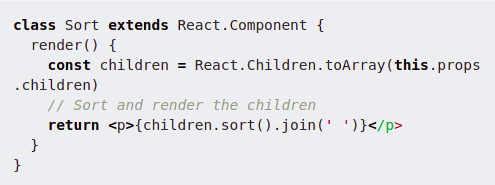 class Sort extends React.Component {
  render() {
    const children = React.Children.toArray(this.props
.children)
    // Sort and render the children
    return <p>{children.sort().join(' ')}</p>
  }
}